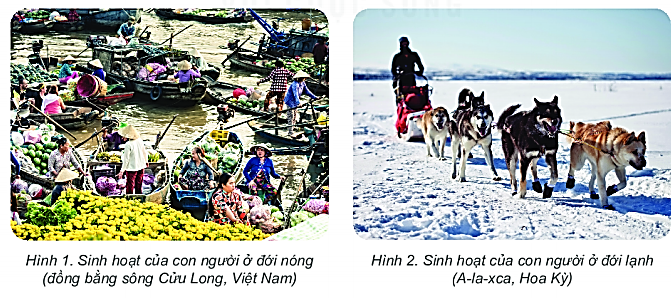 Hình 1. Sinh hoạt của con người ở đới nóng
(đồng bằng sông Cửu Long, Việt Nam)
Hình 2. Sinh hoạt của con người ở đới lạnh
(A-la-xca, Hoa Kỳ)